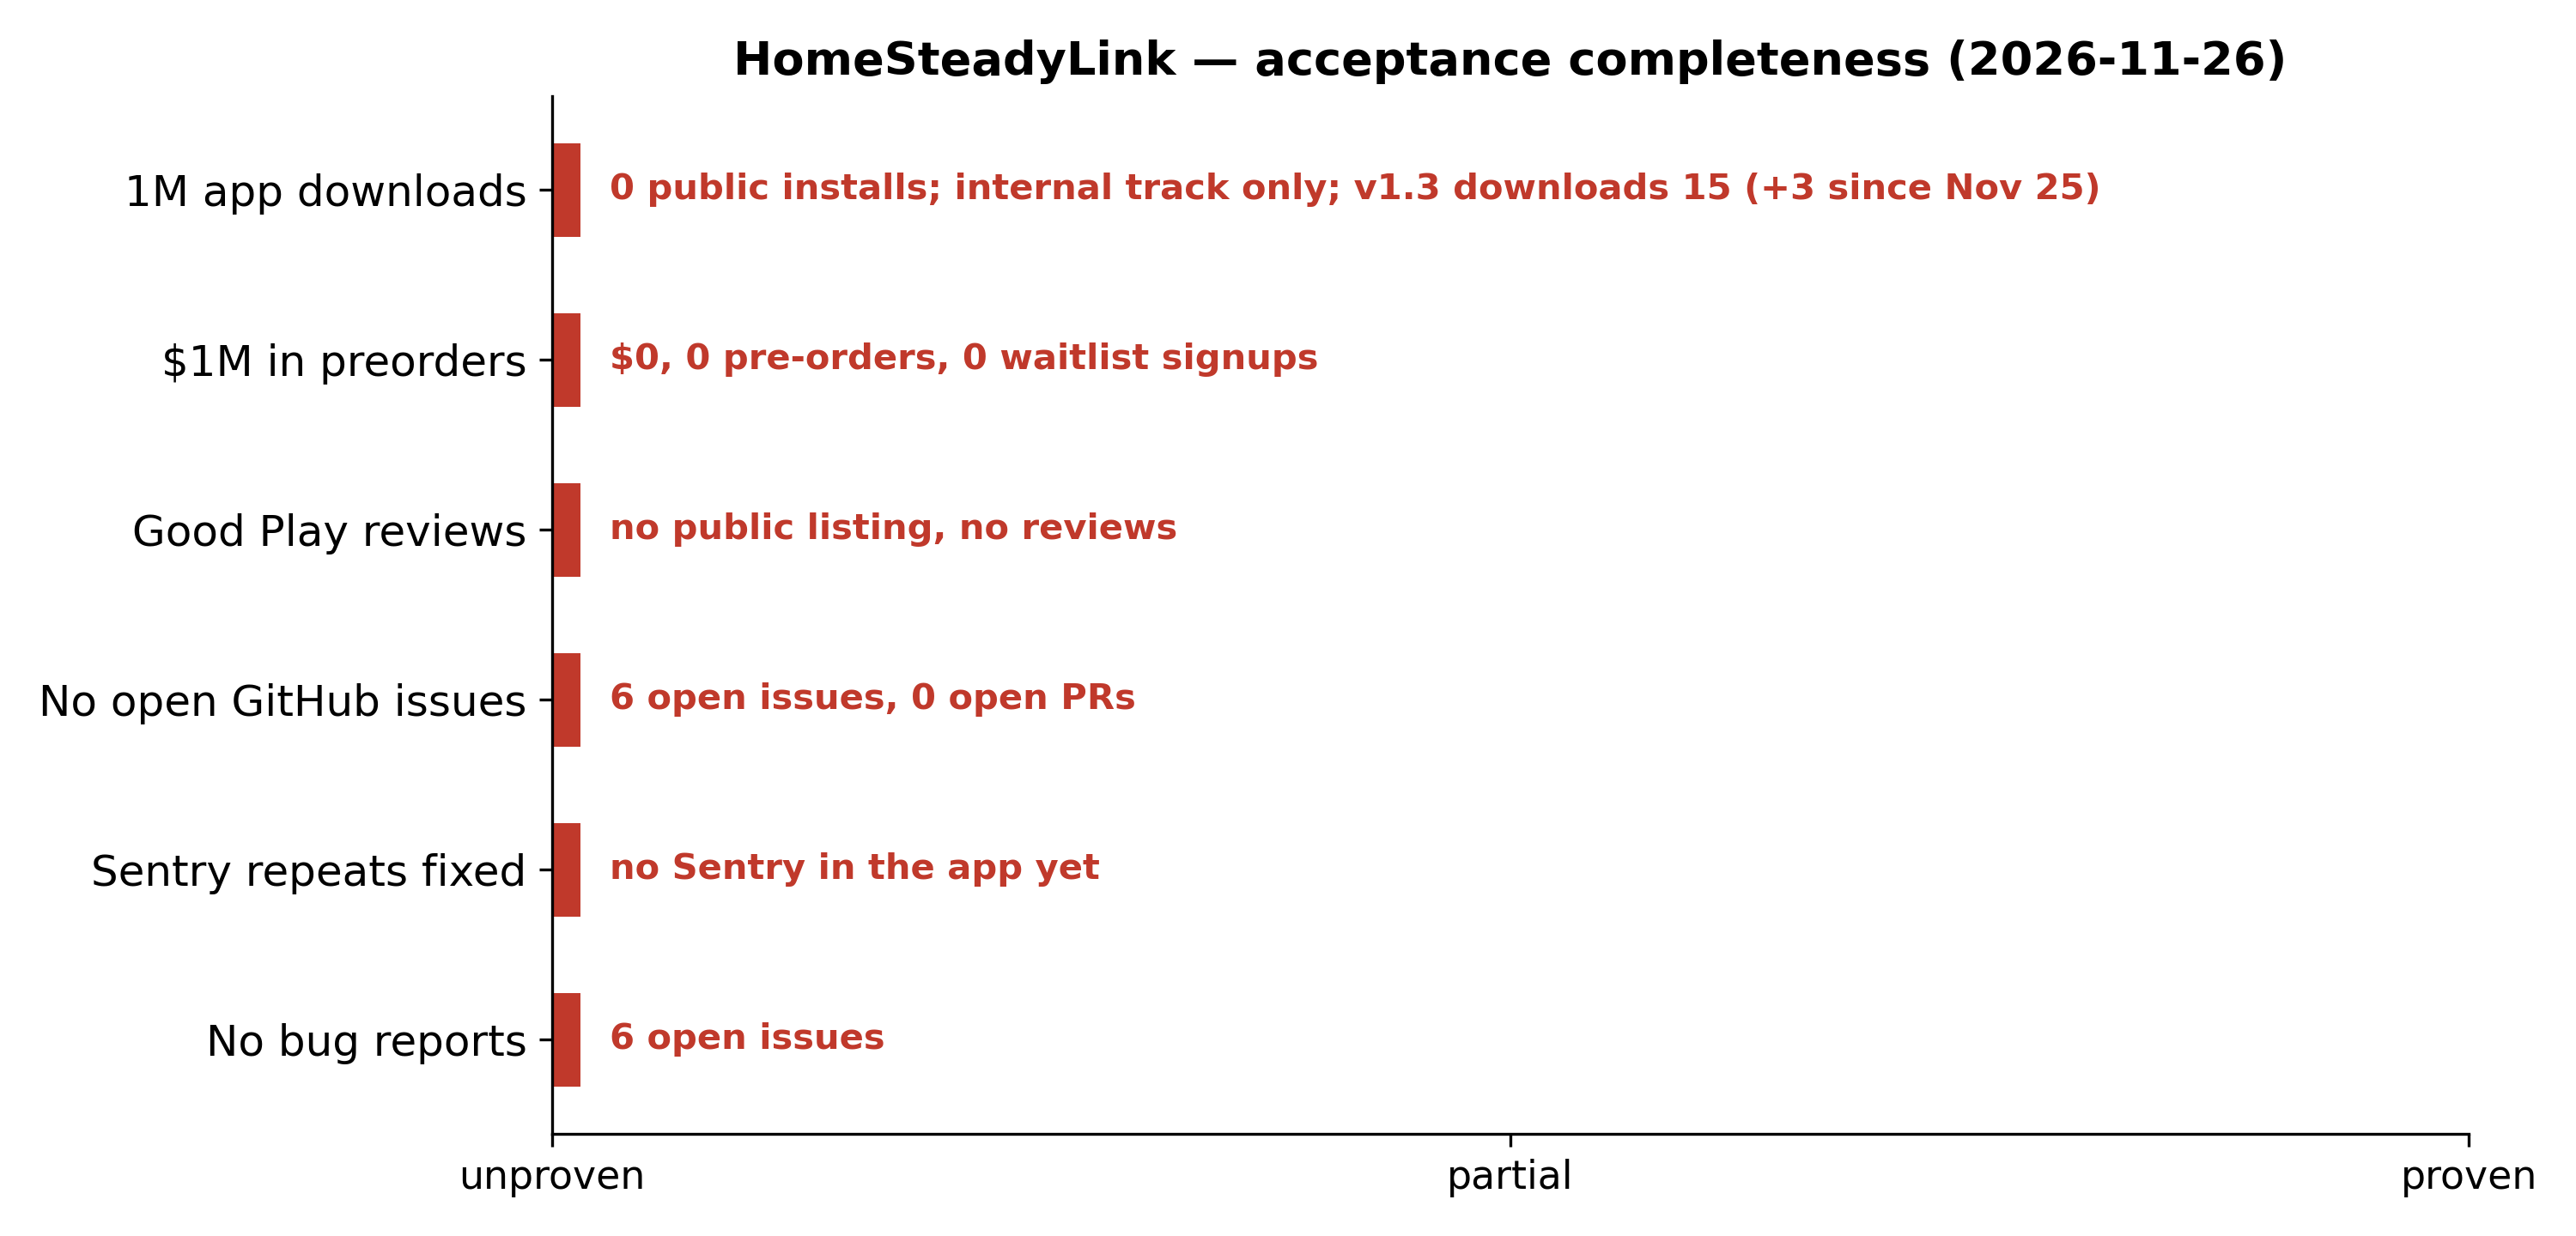 HomeSteadyLink — acceptance completeness (2026-11-26)
1M app downloads
0 public installs; internal track only; v1.3 downloads 15 (+3 since Nov 25)
$1M in preorders
$0, 0 pre-orders, 0 waitlist signups
Good Play reviews
no public listing, no reviews
No open GitHub issues
6 open issues, 0 open PRs
Sentry repeats fixed
no Sentry in the app yet
No bug reports
6 open issues
unproven
partial
proven